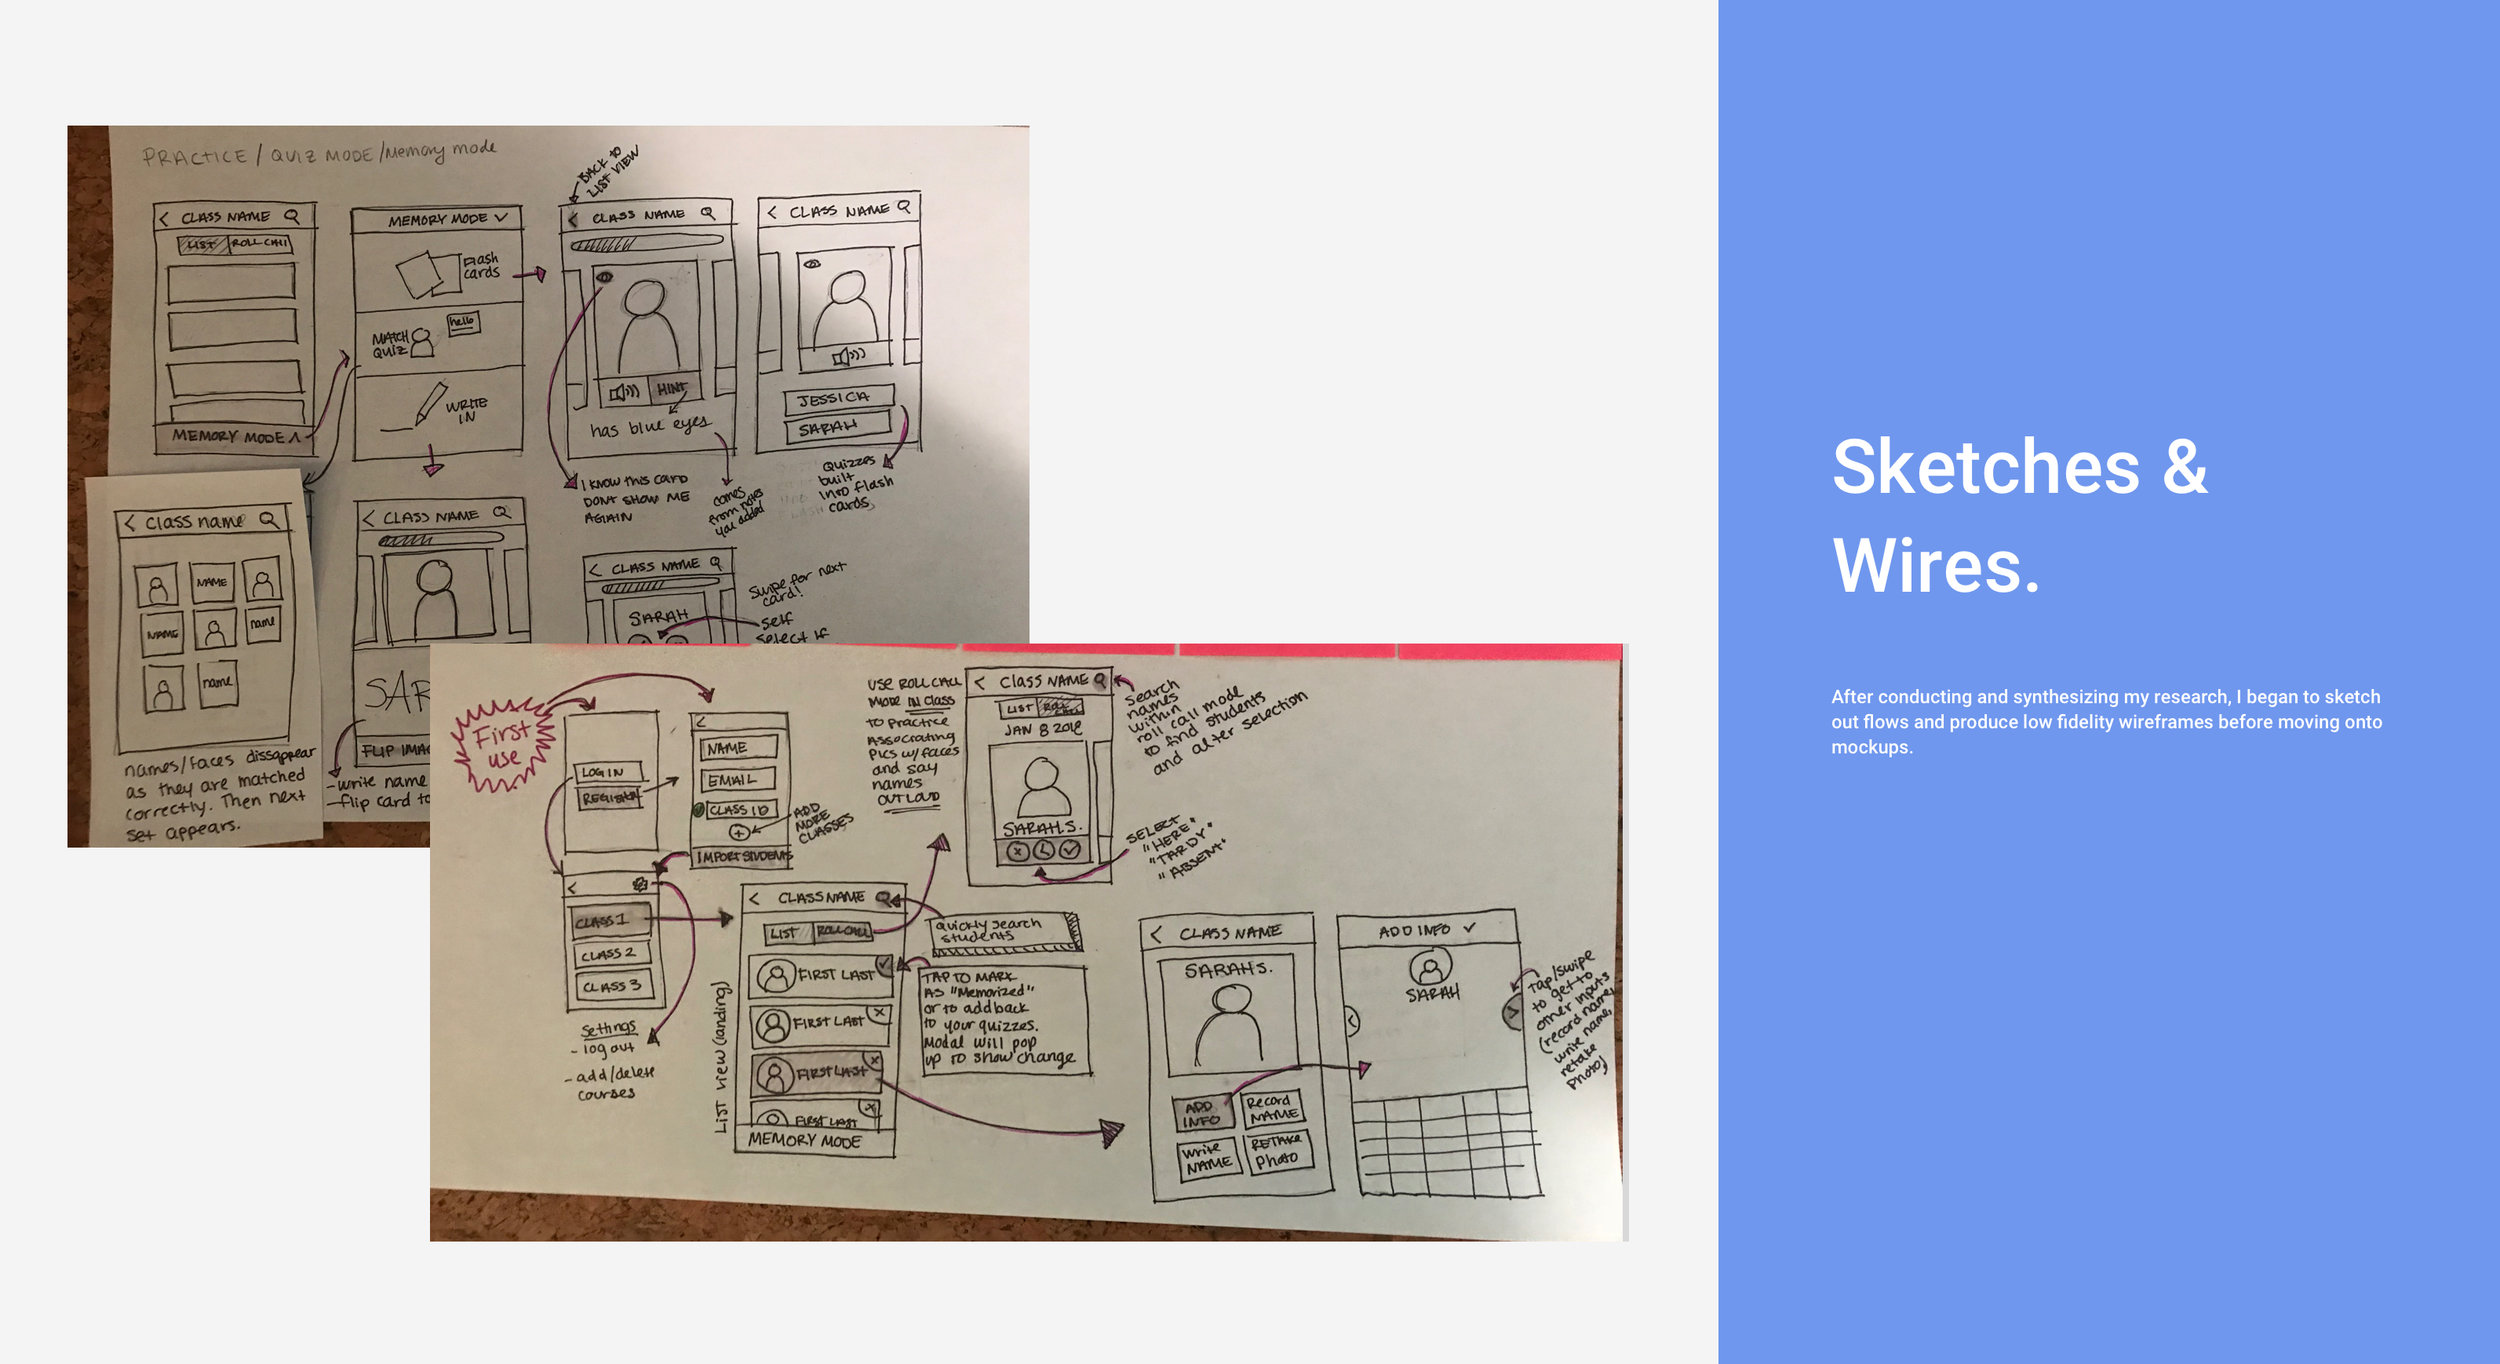 PRACTICE / QUIZ MODE / Memory mode
BACK TO
LIST VIEW
< CLASS NAME
LIST
ROLL CALL
MEMORY MODE ^
MEMORY MODE
Flash
cards
MATCH
QUIZ
hello
WRITE
IN
< CLASS NAME
HINT
has blue eyes
I KNOW THIS CARD
DONT SHOW ME
AGAIN
comes
from notes
you added
< CLASS NAME
JESSICA
SARAH
QUIZZES
built
INTO flash
cards
< Class name
NAME
NAME
name
name
names/faces dissappear
as they are matched
correctly. Then next
set appears.
< CLASS NAME
SAR
FLIP IMAG
-write name
-flip card to
< CLASS NAME
SARAH
Swipe for next
card!
self
select if
First
use
LOG IN
REGISTER
<
NAME
EMAIL
CLASS ID
+
ADD
MORE
CLASSES
IMPORT STUDENTS
<
CLASS 1
CLASS 2
CLASS 3
Settings
- log out
- add/delete
courses
USE ROLL CALL
MODE IN Class
to practice
Associating
Pics w/ faces
and say
names
OUT LOUD
< Class NAME
LIST
ROLL
CALL
JAN 8 2018
SARAH S.
Search
names
within
roll call mode
to find students
and alter selection
SELECT
"HERE"
"TARDY"
"ABSENT"
List view (landing)
< CLASS NAME
LIST
ROLL CALL
FIRST LAST
FIRST LAST
FIRST LAST
FIRST LAST
MEMORY MODE
quickly search
students
TAP TO MARK
AS "Memorized"
or to add back
to your quizzes.
Modal will pop
up to show change
< CLASS NAME
SARAH S.
ADD
INFO
Record
NAME
write
NAME
RETAKE
photo
ADD INFO
SARAH
Tap/swipe
to get to
other inputs
(record name,
write name,
retake
photo)
Sketches &
Wires.
After conducting and synthesizing my research, I began to sketch
out flows and produce low fidelity wireframes before moving onto
mockups.